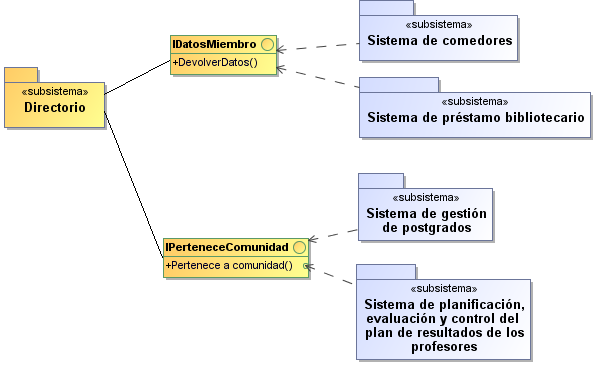 «subsistema»
Directorio
IDatosMiembro
+DevolverDatos()
«subsistema»
Sistema de comedores
«subsistema»
Sistema de préstamo bibliotecario
IPerteneceComunidad
+Pertenece a comunidad()
«subsistema»
Sistema de gestión
de postgrados
«subsistema»
Sistema de planificación,
evaluación y control del
plan de resultados de los
profesores